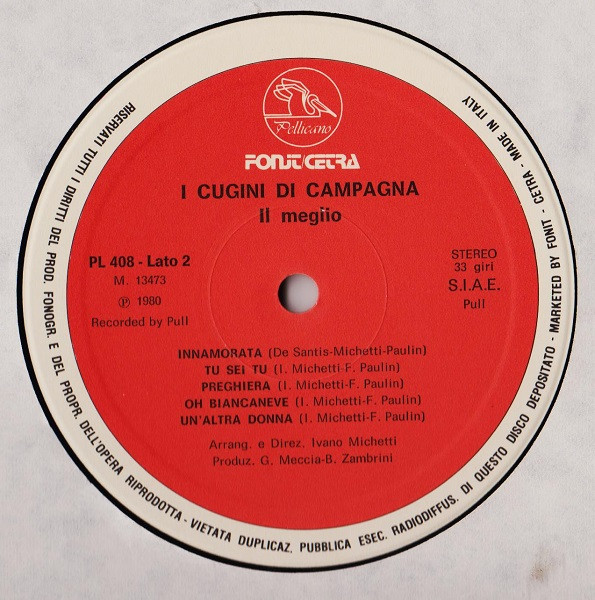 Pellicano
FONIT/CETRA
I CUGINI DI CAMPAGNA
Il meglio
PL 408 - Lato 2
M. 13473
℗ 1980
Recorded by Pull
STEREO
33 giri
S.I.A.E.
Pull
INNAMORATA (De Santis-Michetti-Paulin)
TU SEI TU (I. Michetti-F. Paulin)
PREGHIERA (I. Michetti-F. Paulin)
OH BIANCANEVE (I. Michetti-F. Paulin)
UN'ALTRA DONNA (I. Michetti-F. Paulin)
Arrang. e Direz. Ivano Michetti
Produz. G. Meccia-B. Zambrini
RISERVATI TUTTI I DIRITTI DEL PROD. FONOGR. E DEL PROPR. DELL'OPERA RIPRODOTTA - VIETATA DUPLICAZ. PUBBLICA ESEC. RADIODIFFUS. DI QUESTO DISCO DEPOSITATO - MARKETED BY FONIT - CETRA - MADE IN ITALY